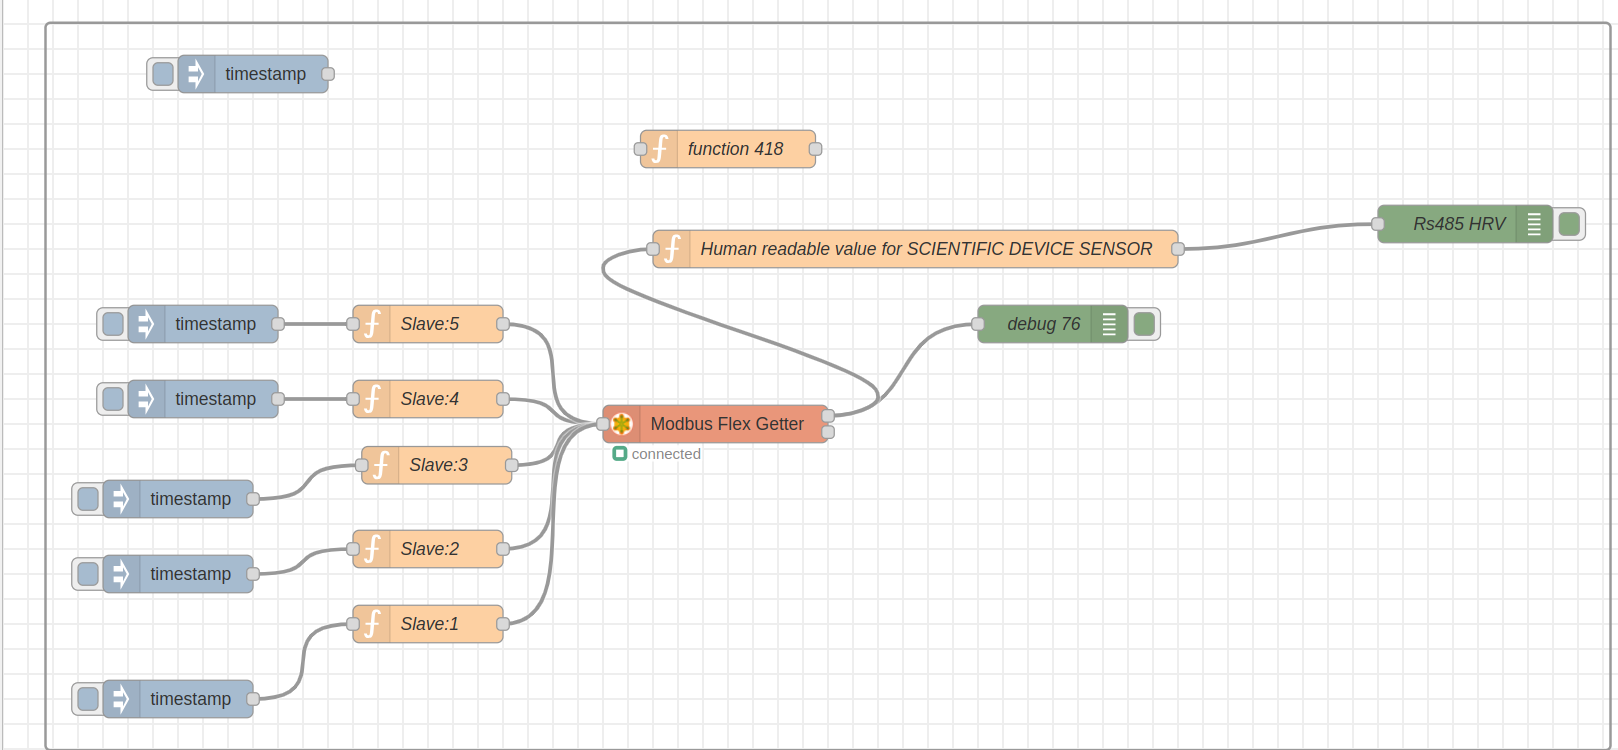 timestamp
function 418
Rs485 HRV
Human readable value for SCIENTIFIC DEVICE SENSOR
timestamp
Slave:5
debug 76
timestamp
Slave:4
Modbus Flex Getter
connected
Slave:3
timestamp
Slave:2
timestamp
Slave:1
timestamp